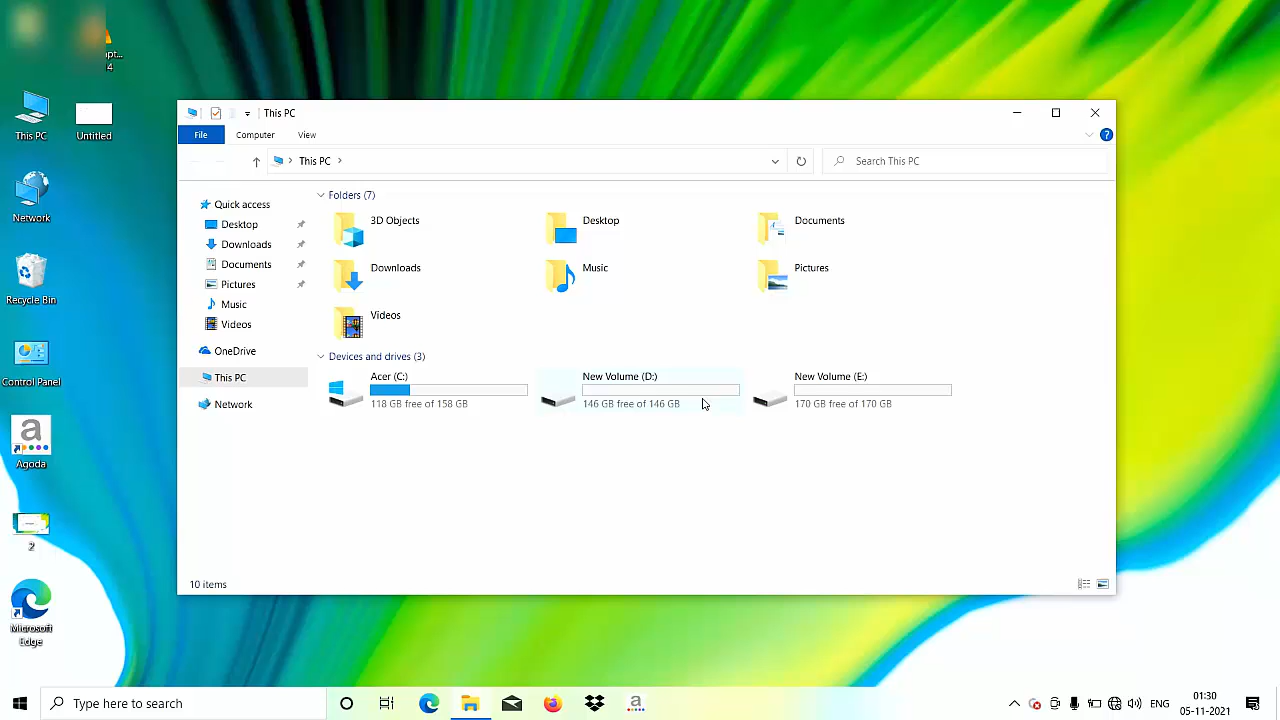 pt...
4
This PC
Untitled
Network
Recycle Bin
Control Panel
a
Agoda
2
Microsoft
Edge
This PC
File
Computer
View
This PC
Search This PC
Quick access
Desktop
Downloads
Documents
Pictures
Music
Videos
OneDrive
This PC
Network
Folders (7)
3D Objects
Desktop
Documents
Downloads
Music
Pictures
Videos
Devices and drives (3)
Acer (C:)
118 GB free of 158 GB
New Volume (D:)
146 GB free of 146 GB
New Volume (E:)
170 GB free of 170 GB
10 items
Type here to search
a
ENG
01:30
05-11-2021